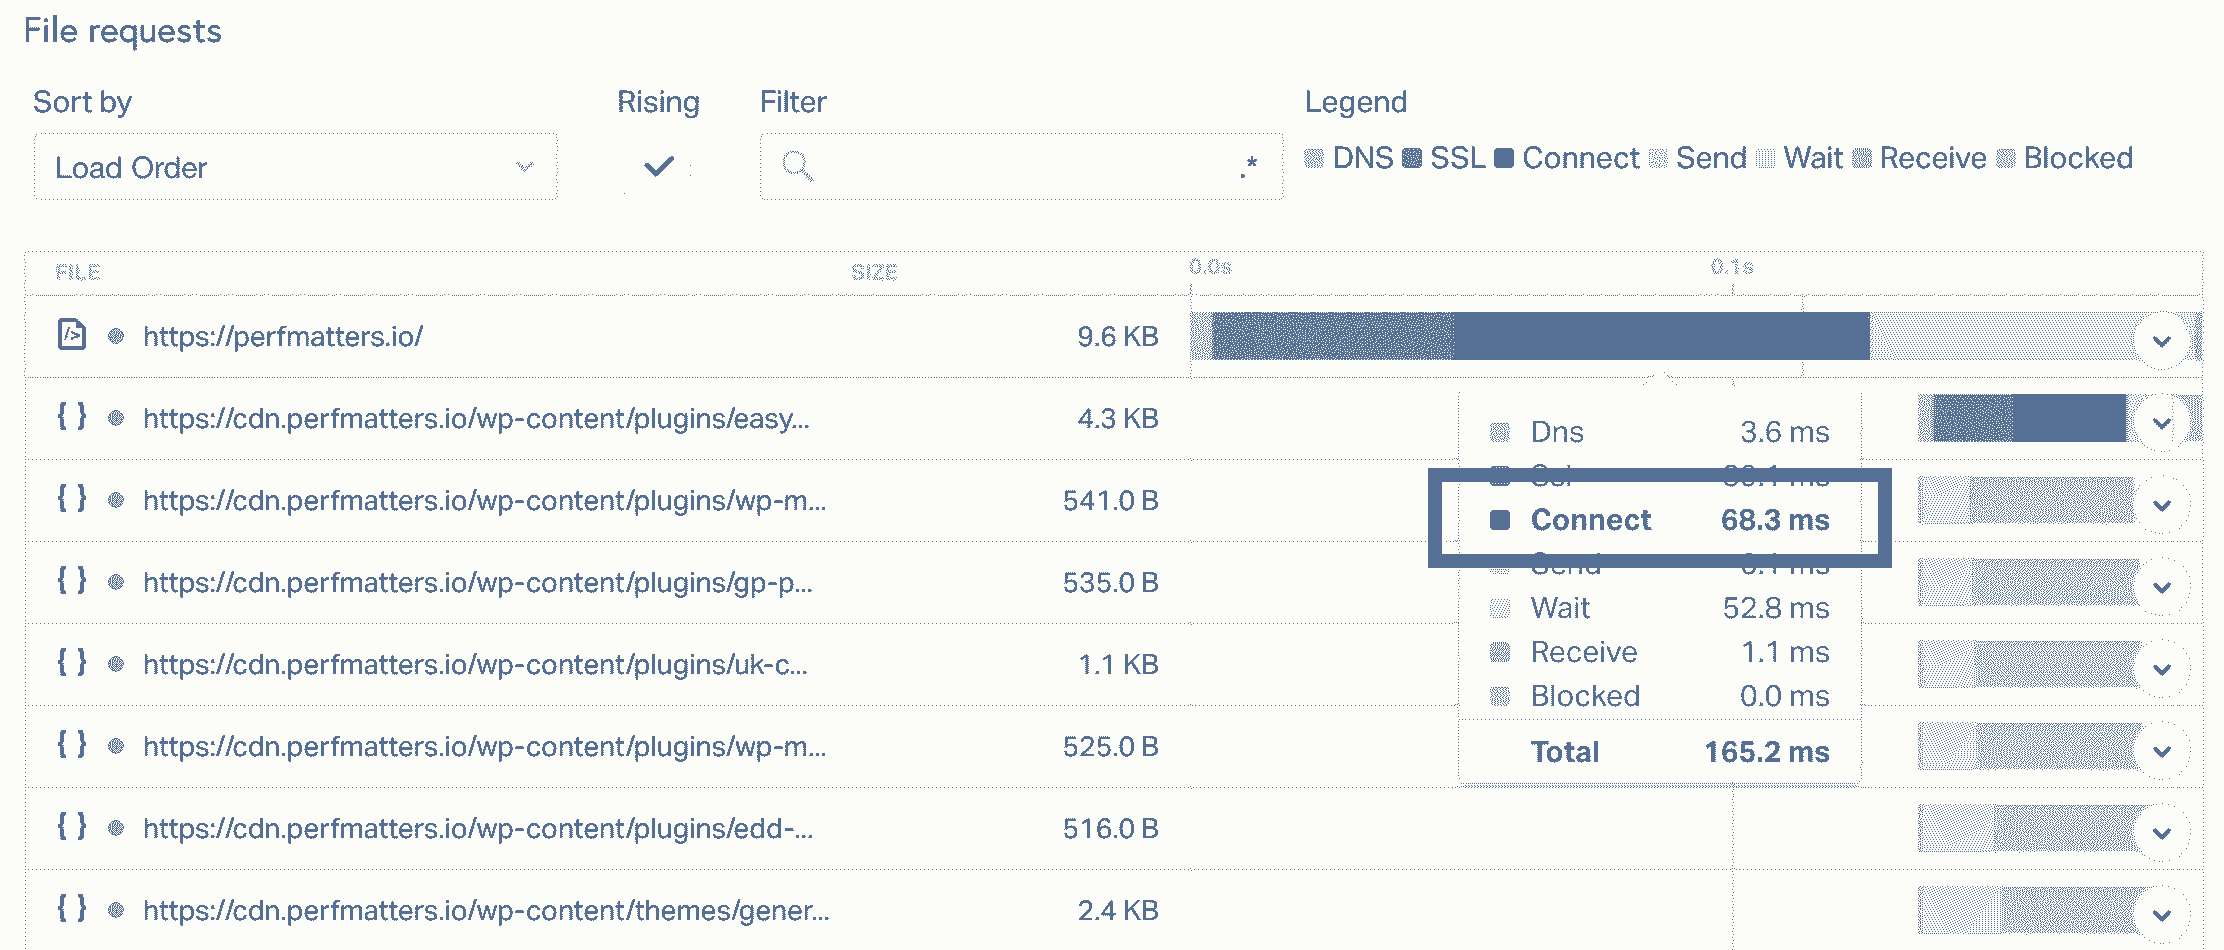 File requests
Sort by Rising Filter Legend
Load Order .* DNS SSL Connect Send Wait Receive Blocked
FILE SIZE 0.0s 0.1s
https://perfmatters.io/ 9.6 KB
https://cdn.perfmatters.io/wp-content/plugins/easy... 4.3 KB
Dns 3.6 ms
https://cdn.perfmatters.io/wp-content/plugins/wp-m... 541.0 B
Connect 68.3 ms
https://cdn.perfmatters.io/wp-content/plugins/gp-p... 535.0 B
Send 0.1 ms
Wait 52.8 ms
https://cdn.perfmatters.io/wp-content/plugins/uk-c... 1.1 KB
Receive 1.1 ms
Blocked 0.0 ms
https://cdn.perfmatters.io/wp-content/plugins/wp-m... 525.0 B
Total 165.2 ms
https://cdn.perfmatters.io/wp-content/plugins/edd-... 516.0 B
https://cdn.perfmatters.io/wp-content/themes/gener... 2.4 KB